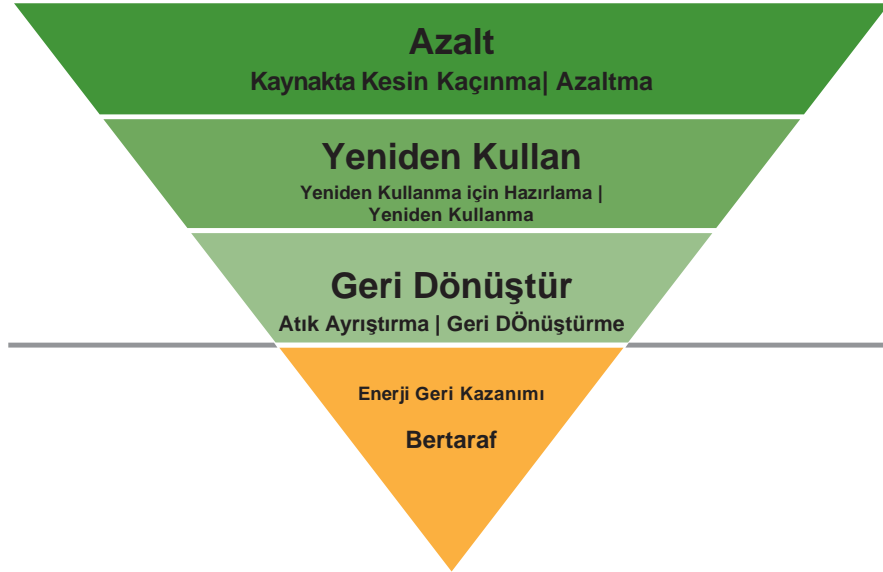 Azalt
Kaynakta Kesin Kaçınma| Azaltma
Yeniden Kullan
Yeniden Kullanma için Hazırlama |
Yeniden Kullanma
Geri Dönüştür
Atık Ayrıştırma | Geri DÖnüştürme
Enerji Geri Kazanımı
Bertaraf